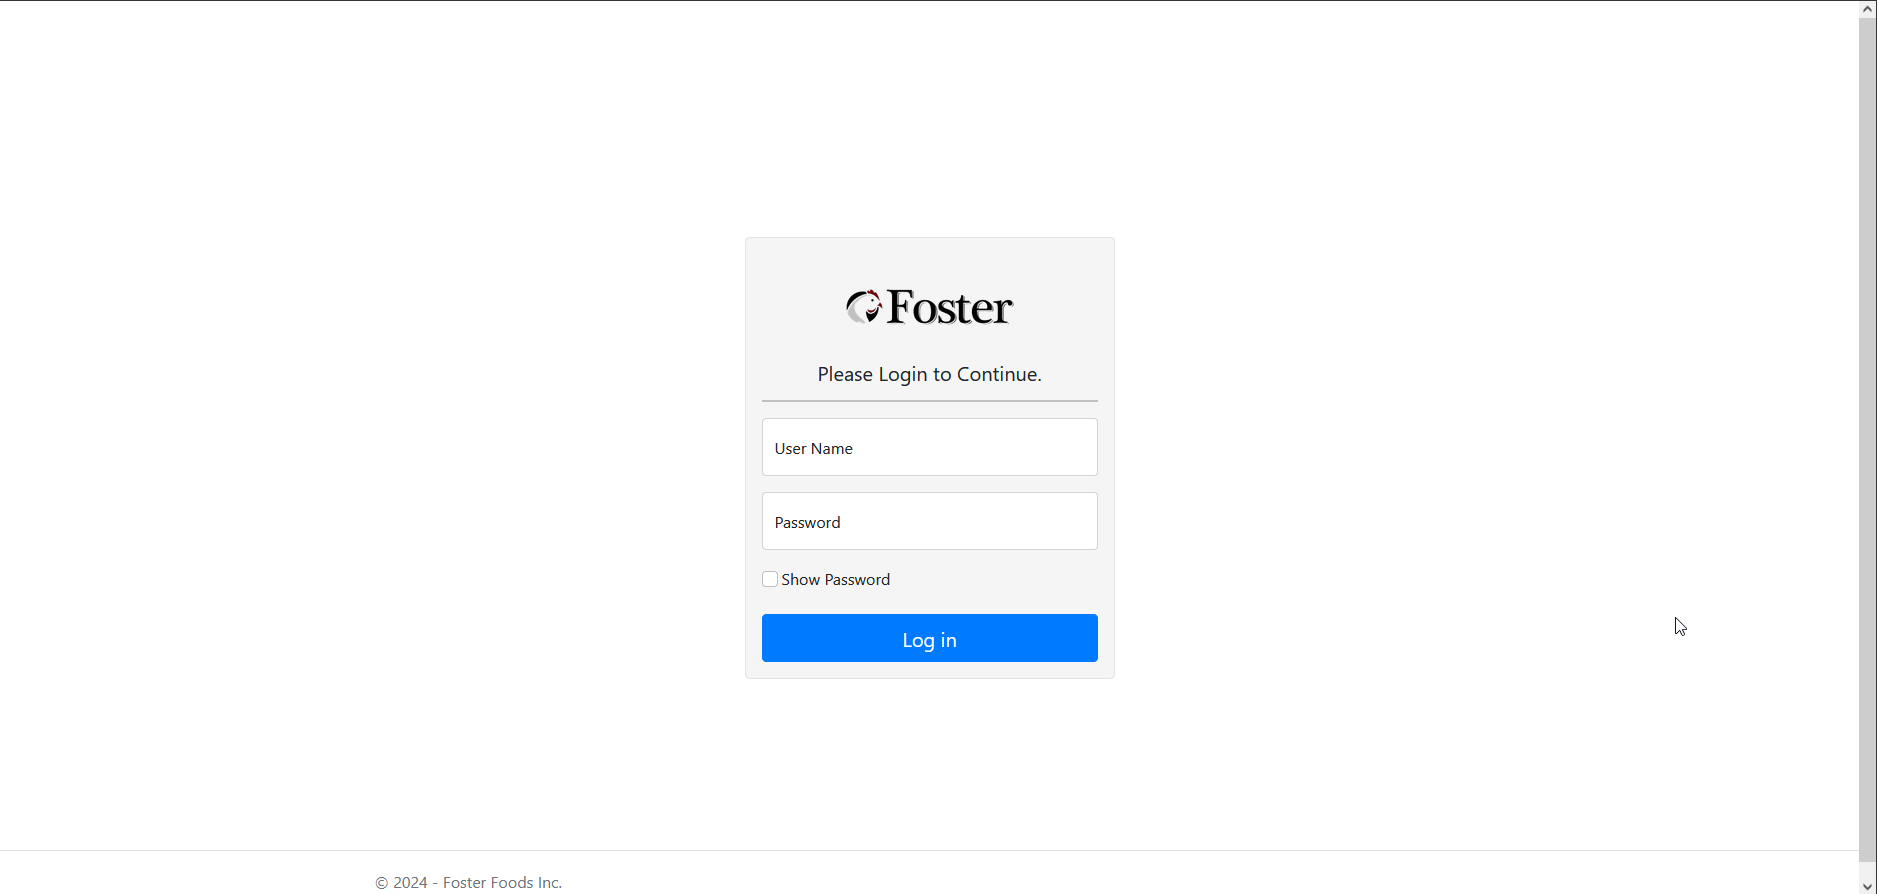 Foster
Please Login to Continue.
User Name
Password
Show Password
Log in
© 2024 - Foster Foods Inc.